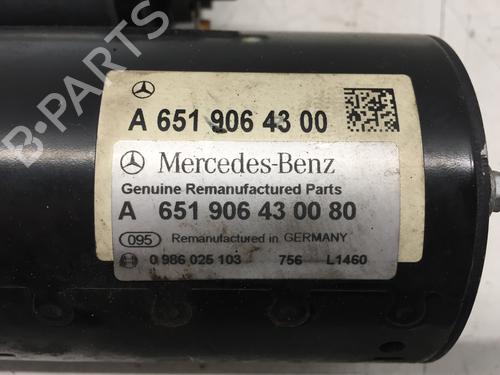 B-PARTS
A 651 906 43 00
Mercedes-Benz
Genuine Remanufactured Parts
A 651 906 43 00 80
095 Remanufactured in GERMANY
0 986 025 103 756 L1460